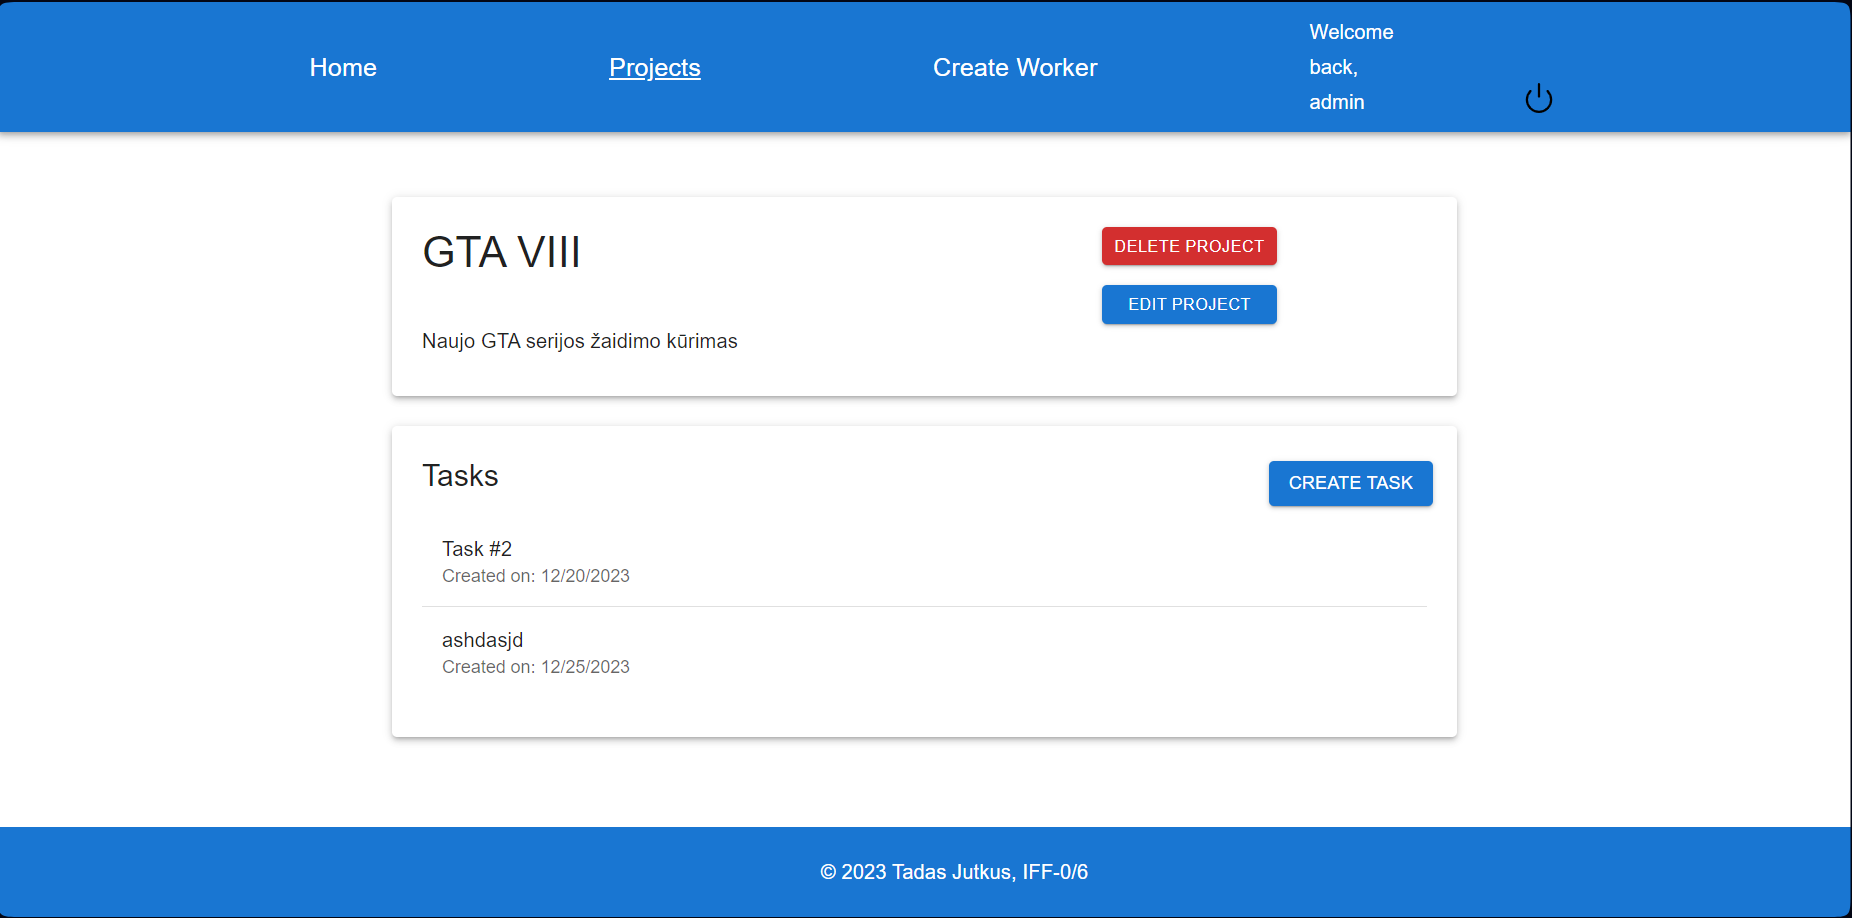 Home
Projects
Create Worker
Welcome
back,
admin
GTA VIII
DELETE PROJECT
EDIT PROJECT
Naujo GTA serijos žaidimo kūrimas
Tasks
CREATE TASK
Task #2
Created on: 12/20/2023
ashdasjd
Created on: 12/25/2023
© 2023 Tadas Jutkus, IFF-0/6